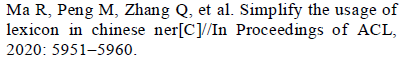 Ma R, Peng M, Zhang Q, et al. Simplify the usage of
lexicon in chinese ner[C]//In Proceedings of ACL,
2020: 5951–5960.